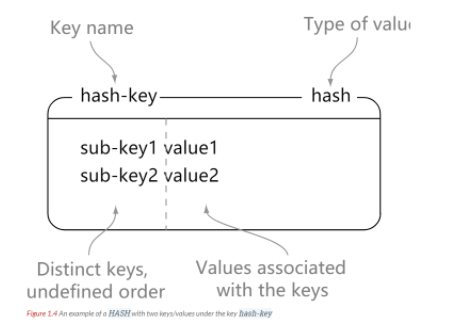 Key name
Type of valu
hash-key
hash
sub-key1 value1
sub-key2 value2
Distinct keys,
undefined order
Values associated
with the keys
Figure 1.4 An example of a HASH with two keys/values under the key hash-key